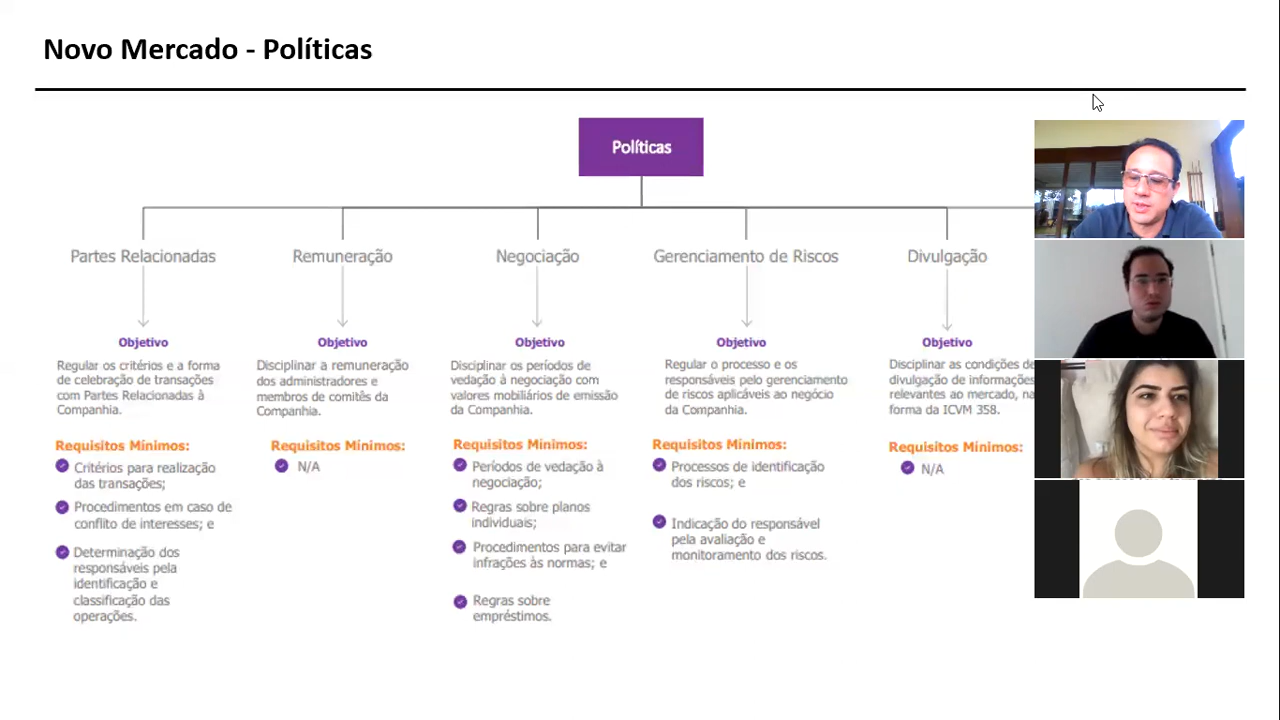 Novo Mercado - Políticas
Políticas
Partes Relacionadas
Remuneração
Negociação
Gerenciamento de Riscos
Divulgação
Objetivo
Regular os critérios e a forma
de celebração de transações
com Partes Relacionadas à
Companhia.
Requisitos Mínimos:
Critérios para realização
das transações;
Procedimentos em caso de
conflito de interesses; e
Determinação dos
responsáveis pela
identificação e
classificação das
operações.
Objetivo
Disciplinar a remuneração
dos administradores e
membros de comitês da
Companhia.
Requisitos Mínimos:
N/A
Objetivo
Disciplinar os períodos de
vedação à negociação com
valores mobiliários de emissão
da Companhia.
Requisitos Mínimos:
Períodos de vedação à
negociação;
Regras sobre planos
individuais;
Procedimentos para evitar
infrações às normas; e
Regras sobre
empréstimos.
Objetivo
Regular o processo e os
responsáveis pelo gerenciamento
de riscos aplicáveis ao negócio
da Companhia.
Requisitos Mínimos:
Processos de identificação
dos riscos; e
Indicação do responsável
pela avaliação e
monitoramento dos riscos.
Objetivo
Disciplinar as condições de
divulgação de informações
relevantes ao mercado, na
forma da ICVM 358.
Requisitos Mínimos:
N/A